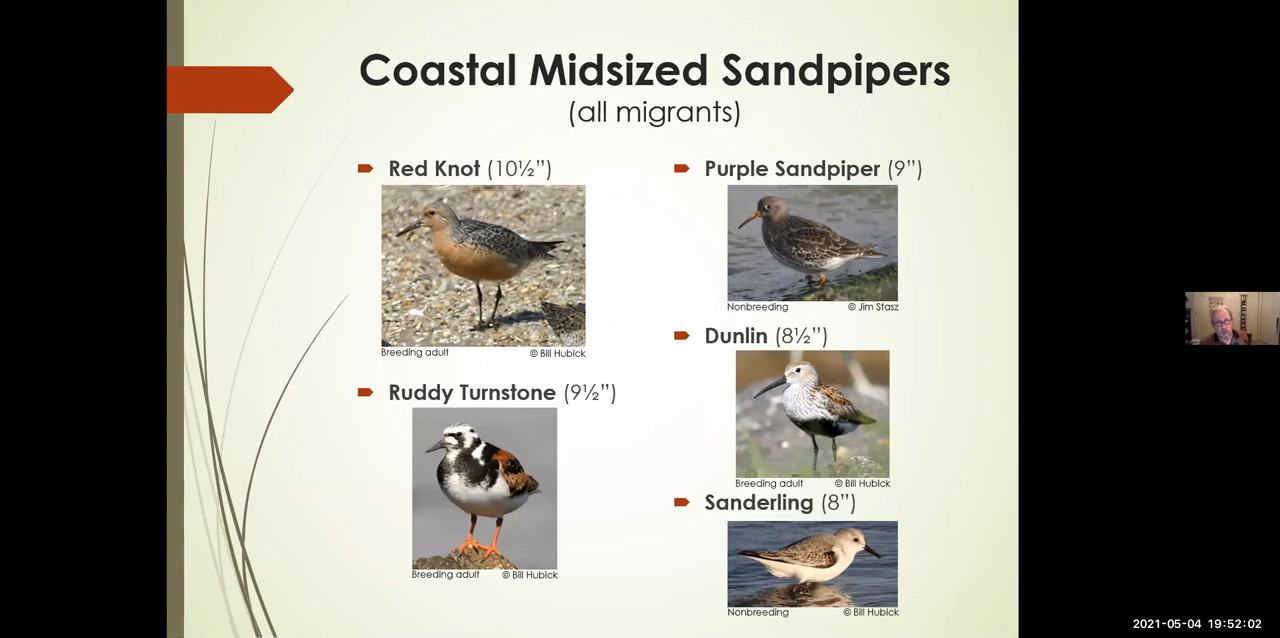 Coastal Midsized Sandpipers
(all migrants)
Red Knot (10½”)
Breeding adult © Bill Hubick
Ruddy Turnstone (9½”)
Breeding adult © Bill Hubick
Purple Sandpiper (9”)
Nonbreeding © Jim Stasz
Dunlin (8½”)
Breeding adult © Bill Hubick
Sanderling (8”)
Nonbreeding © Bill Hubick
2021-05-04 19:52:02